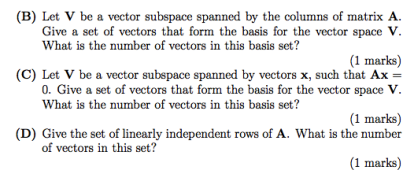 (B) Let V be a vector subspace spanned by the columns of matrix A.
Give a set of vectors that form the basis for the vector space V.
What is the number of vectors in this basis set?
(1 marks)
(C) Let V be a vector subspace spanned by vectors x, such that Ax =
0. Give a set of vectors that form the basis for the vector space V.
What is the number of vectors in this basis set?
(1 marks)
(D) Give the set of linearly independent rows of A. What is the number
of vectors in this set?
(1 marks)